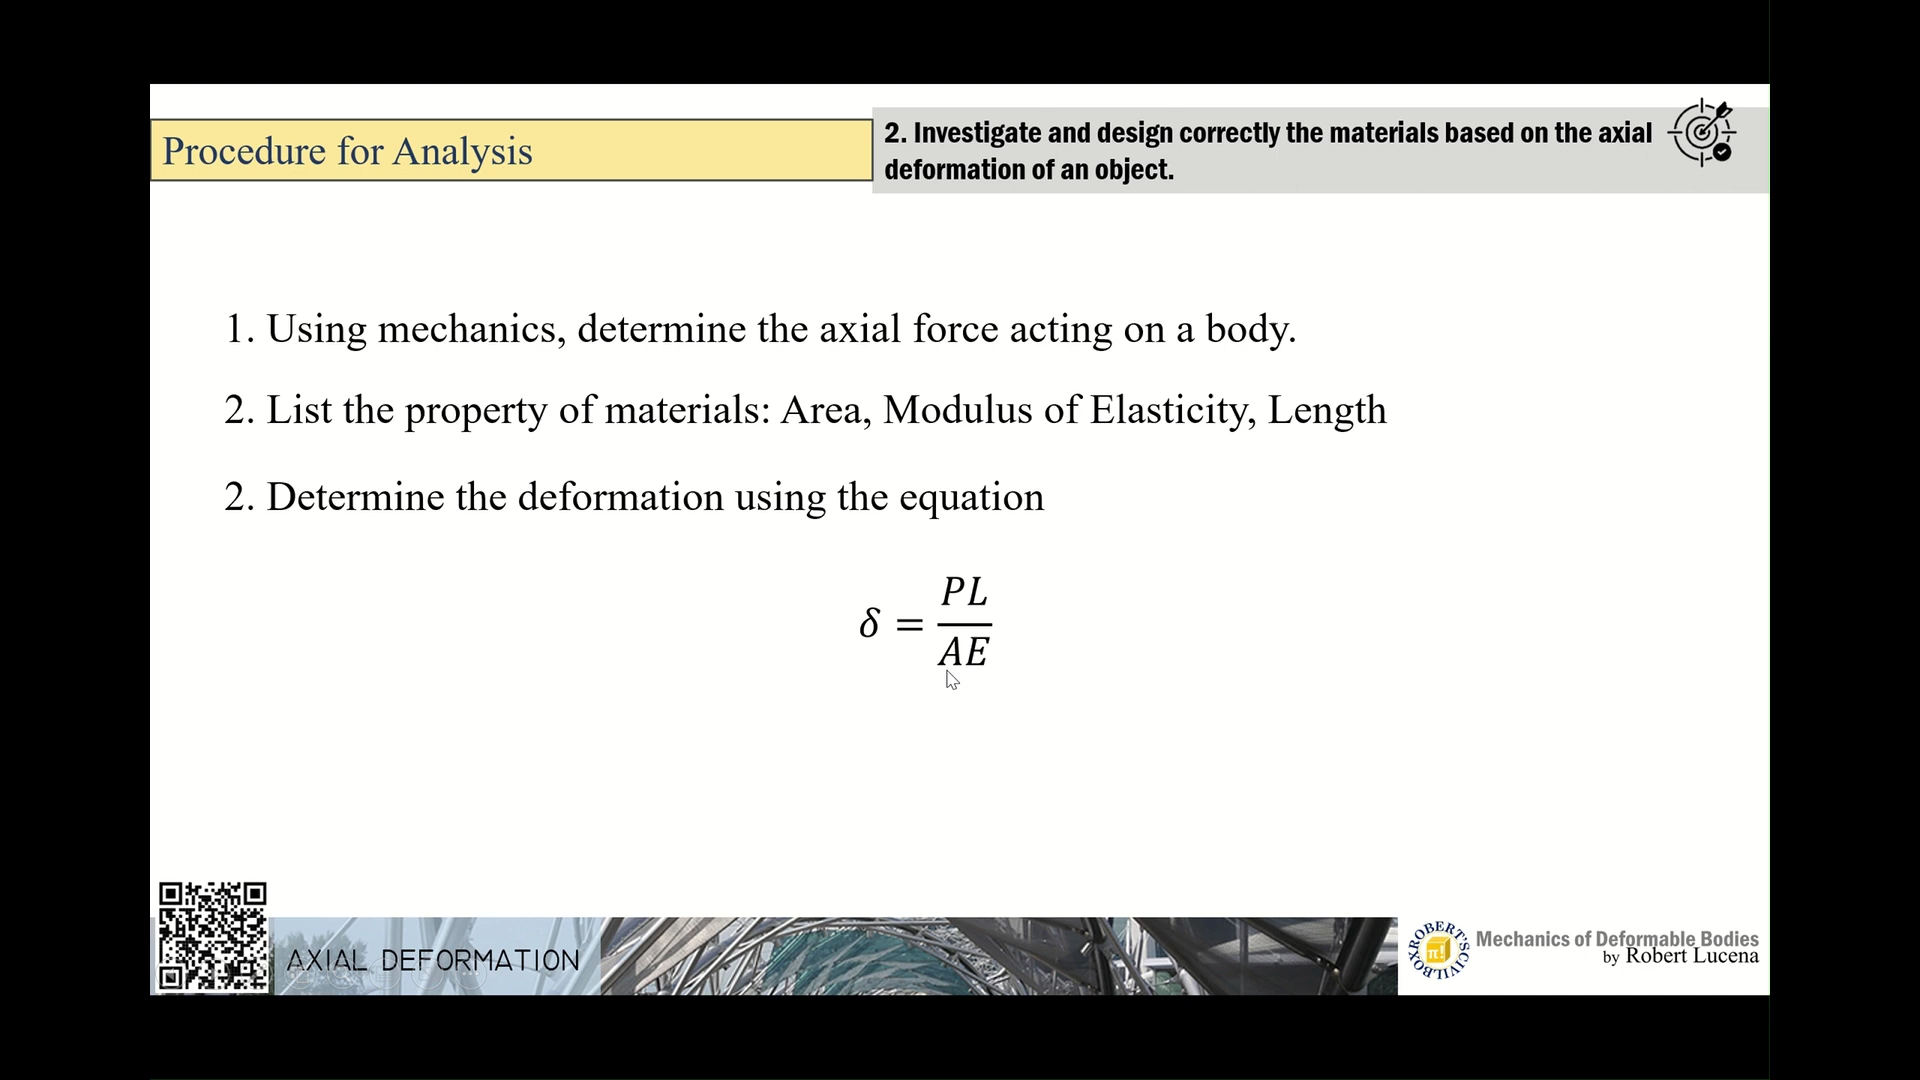 Procedure for Analysis
2. Investigate and design correctly the materials based on the axial
deformation of an object.
1. Using mechanics, determine the axial force acting on a body.
2. List the property of materials: Area, Modulus of Elasticity, Length
2. Determine the deformation using the equation
δ = PL
AE
AXIAL DEFORMATION
ROBERT'S CIVILBOX
π!
Mechanics of Deformable Bodies
by Robert Lucena